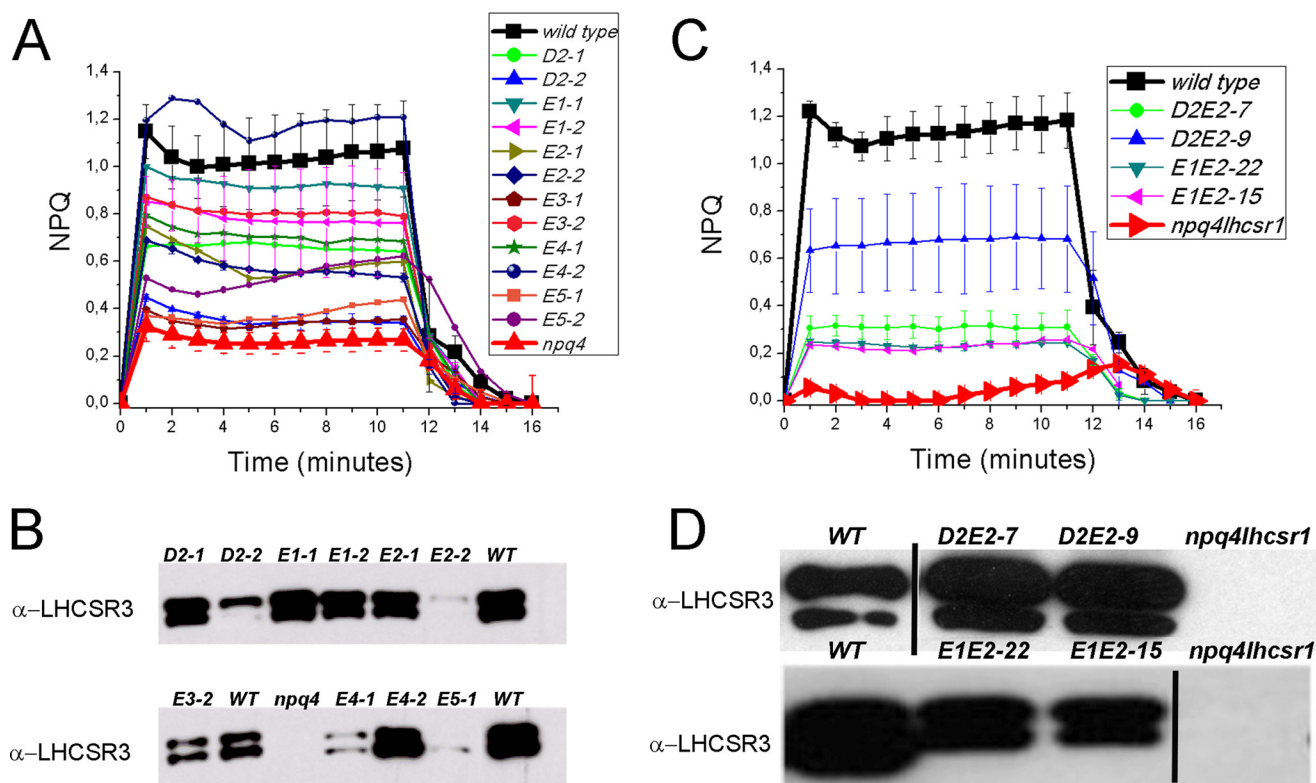 A
NPQ
1,4
1,2
1,0
0,8
0,6
0,4
0,2
0,0
0 2 4 6 8 10 12 14 16
Time (minutes)
wild type
D2-1
D2-2
E1-1
E1-2
E2-1
E2-2
E3-1
E3-2
E4-1
E4-2
E5-1
E5-2
npq4
C
NPQ
1,4
1,2
1,0
0,8
0,6
0,4
0,2
0,0
0 2 4 6 8 10 12 14 16
Time (minutes)
wild type
D2E2-7
D2E2-9
E1E2-22
E1E2-15
npq4lhcsr1
B
D2-1 D2-2 E1-1 E1-2 E2-1 E2-2 WT
α-LHCSR3
E3-2 WT npq4 E4-1 E4-2 E5-1 WT
α-LHCSR3
D
WT D2E2-7 D2E2-9 npq4lhcsr1
α-LHCSR3
WT E1E2-22 E1E2-15 npq4lhcsr1
α-LHCSR3